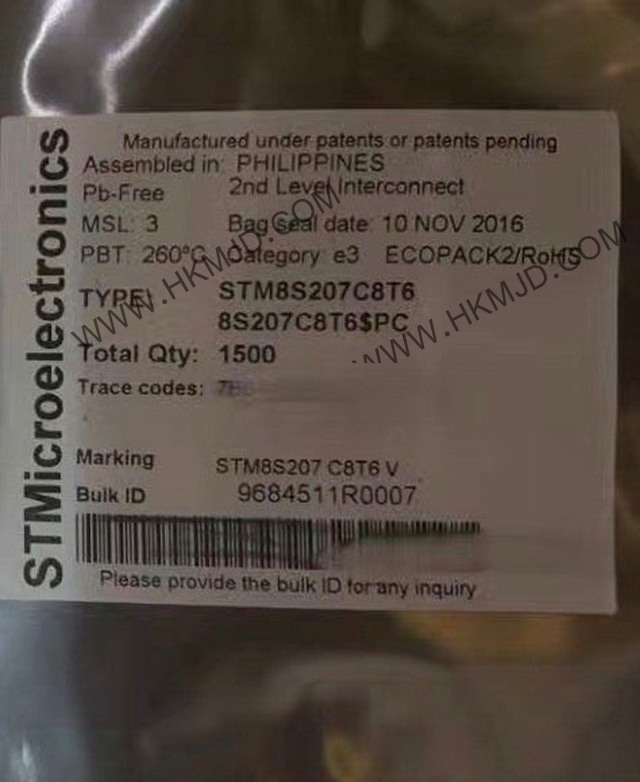 STMicroelectronics
Manufactured under patents or patents pending
Assembled in: PHILIPPINES
Pb-Free 2nd Level Interconnect
MSL: 3 Bag seal date: 10 NOV 2016
PBT: 260°C Category: e3 ECOPACK2/RoHS
TYPE: STM8S207C8T6
8S207C8T6$PC
Total Qty: 1500
Trace codes:
Marking STM8S207 C8T6 V
Bulk ID 9684511R0007
Please provide the bulk ID for any inquiry
WWW.HKMJD.COM
WWW.HKMJD.COM